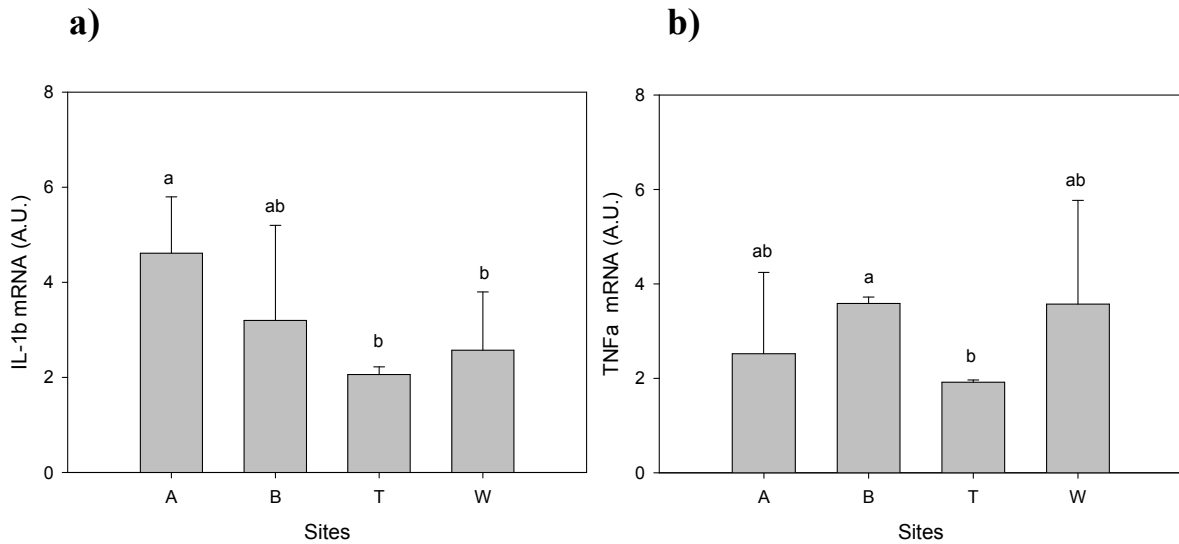 a)
IL-1b mRNA (A.U.)
8
6
4
2
0
a
ab
b
b
A B T W
Sites
b)
TNFa mRNA (A.U.)
8
6
4
2
0
ab
a
b
ab
A B T W
Sites